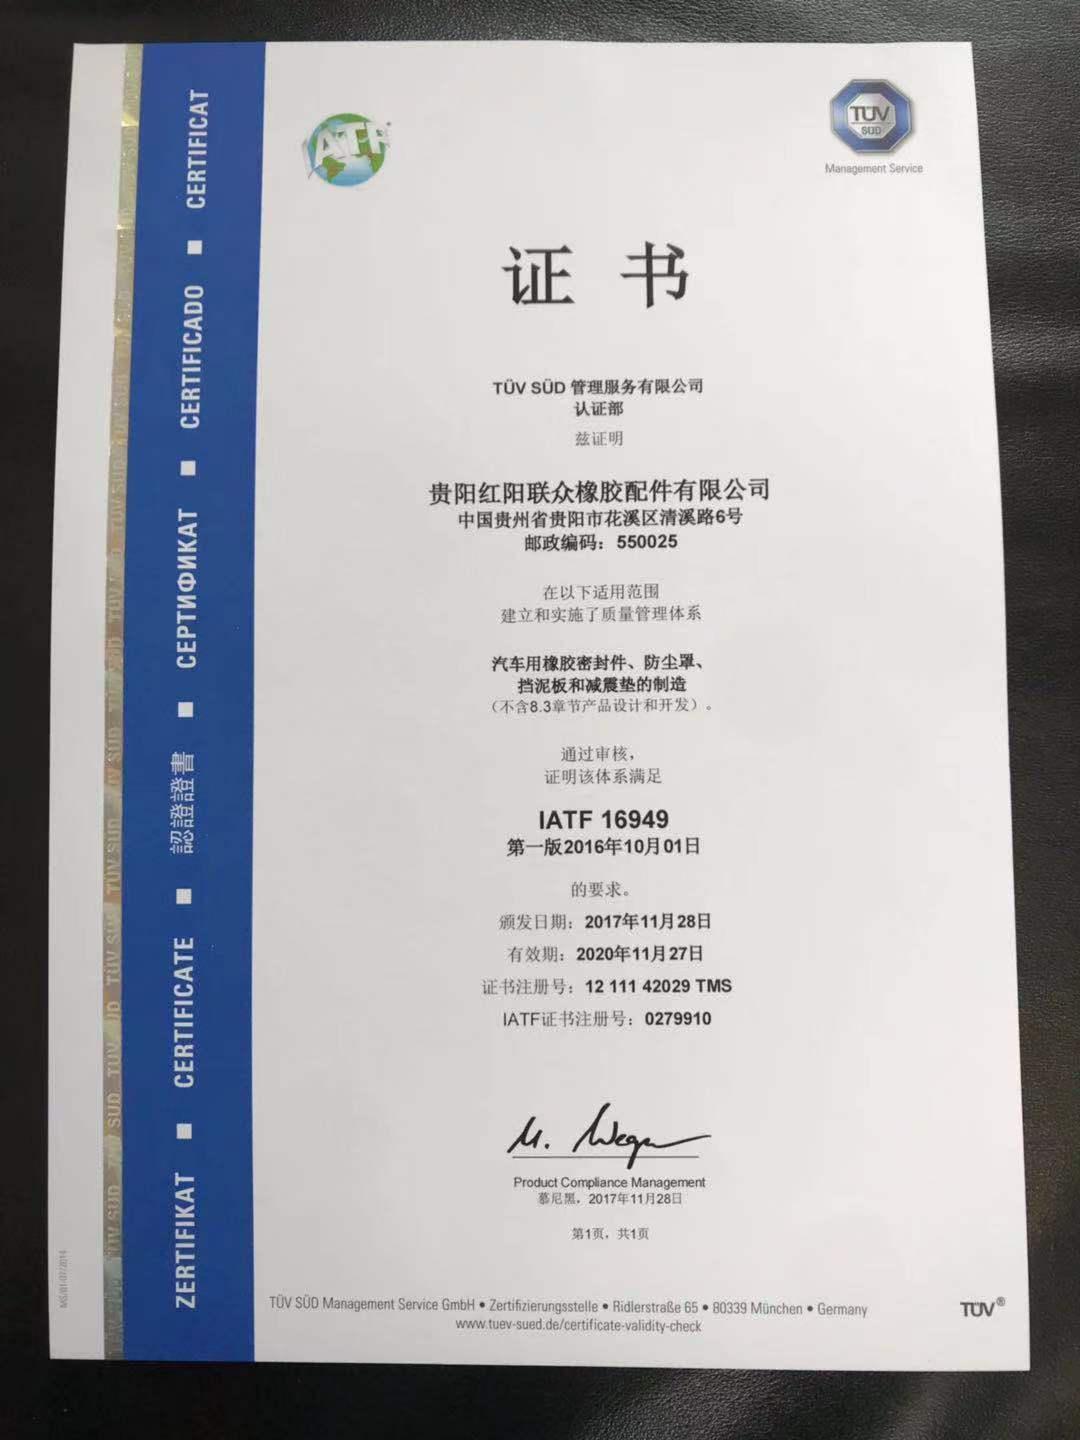 IATF
TÜV
SÜD
Management Service
证 书
TÜV SÜD 管理服务有限公司
认证部
兹证明
贵阳红阳联众橡胶配件有限公司
中国贵州省贵阳市花溪区清溪路6号
邮政编码：550025
在以下适用范围
建立和实施了质量管理体系
汽车用橡胶密封件、防尘罩、
挡泥板和减震垫的制造
（不含8.3章节产品设计和开发）。
通过审核，
证明该体系满足
IATF 16949
第一版2016年10月01日
的要求。
颁发日期：2017年11月28日
有效期：2020年11月27日
证书注册号：12 111 42029 TMS
IATF证书注册号：0279910
Product Compliance Management
慕尼黑，2017年11月28日
第1页，共1页
TÜV SÜD Management Service GmbH • Zertifizierungsstelle • Ridlerstraße 65 • 80339 München • Germany
www.tuev-sued.de/certificate-validity-check
TÜV®
ZERTIFIKAT ■ CERTIFICATE ■ 認證證書 ■ СЕРТИФИКАТ ■ CERTIFICADO ■ CERTIFICAT